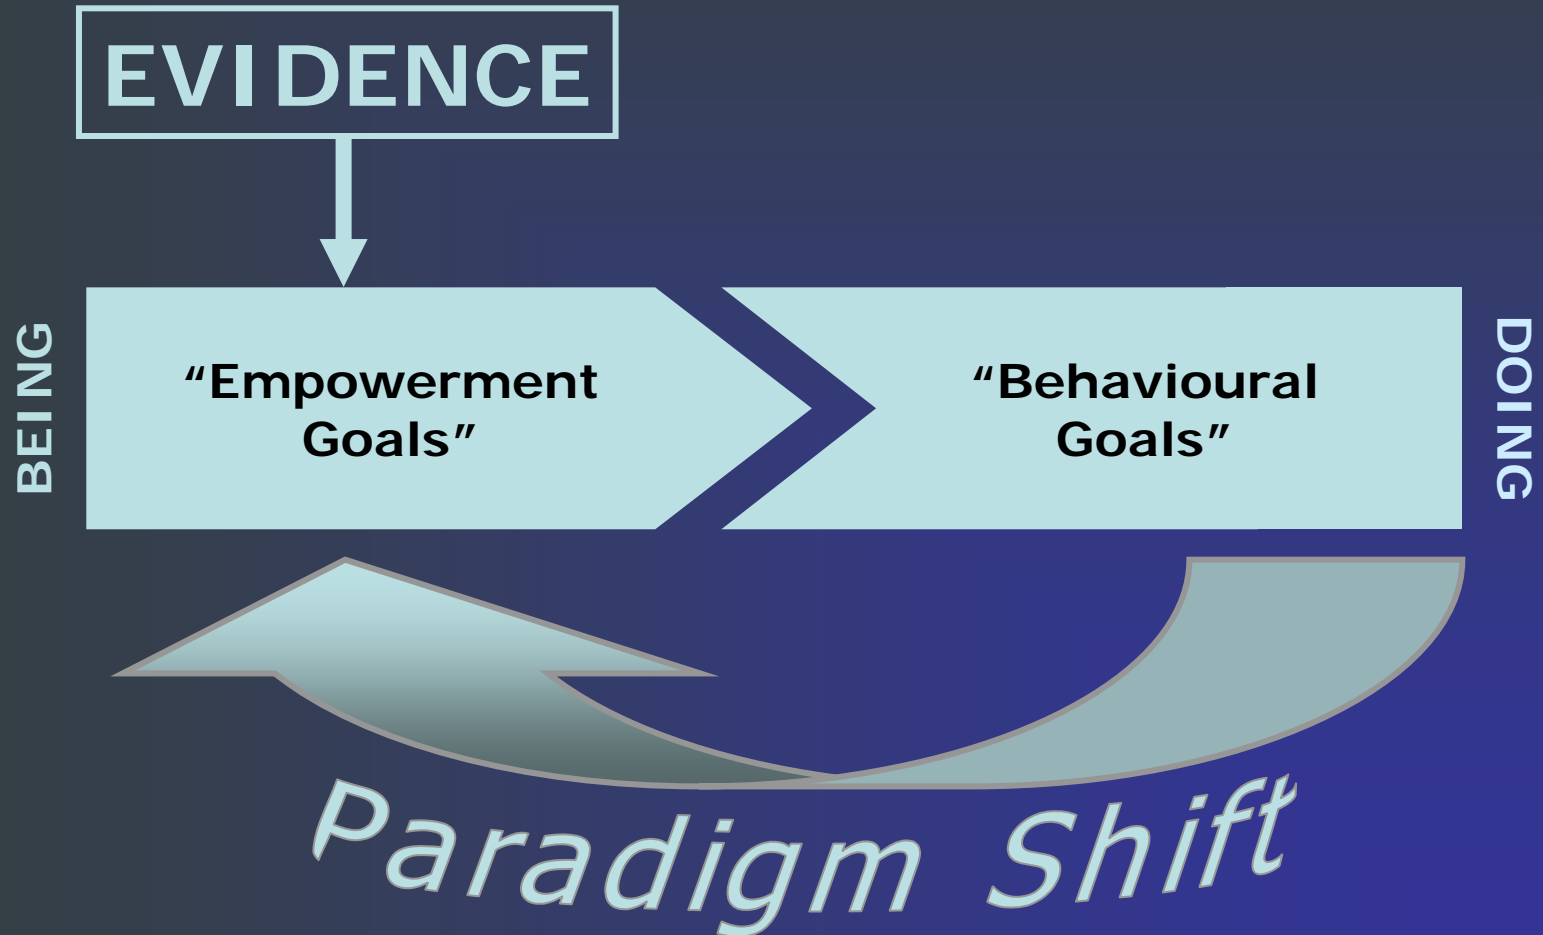 EVIDENCE
BEING
“Empowerment
Goals”
“Behavioural
Goals”
DOING
Paradigm Shift